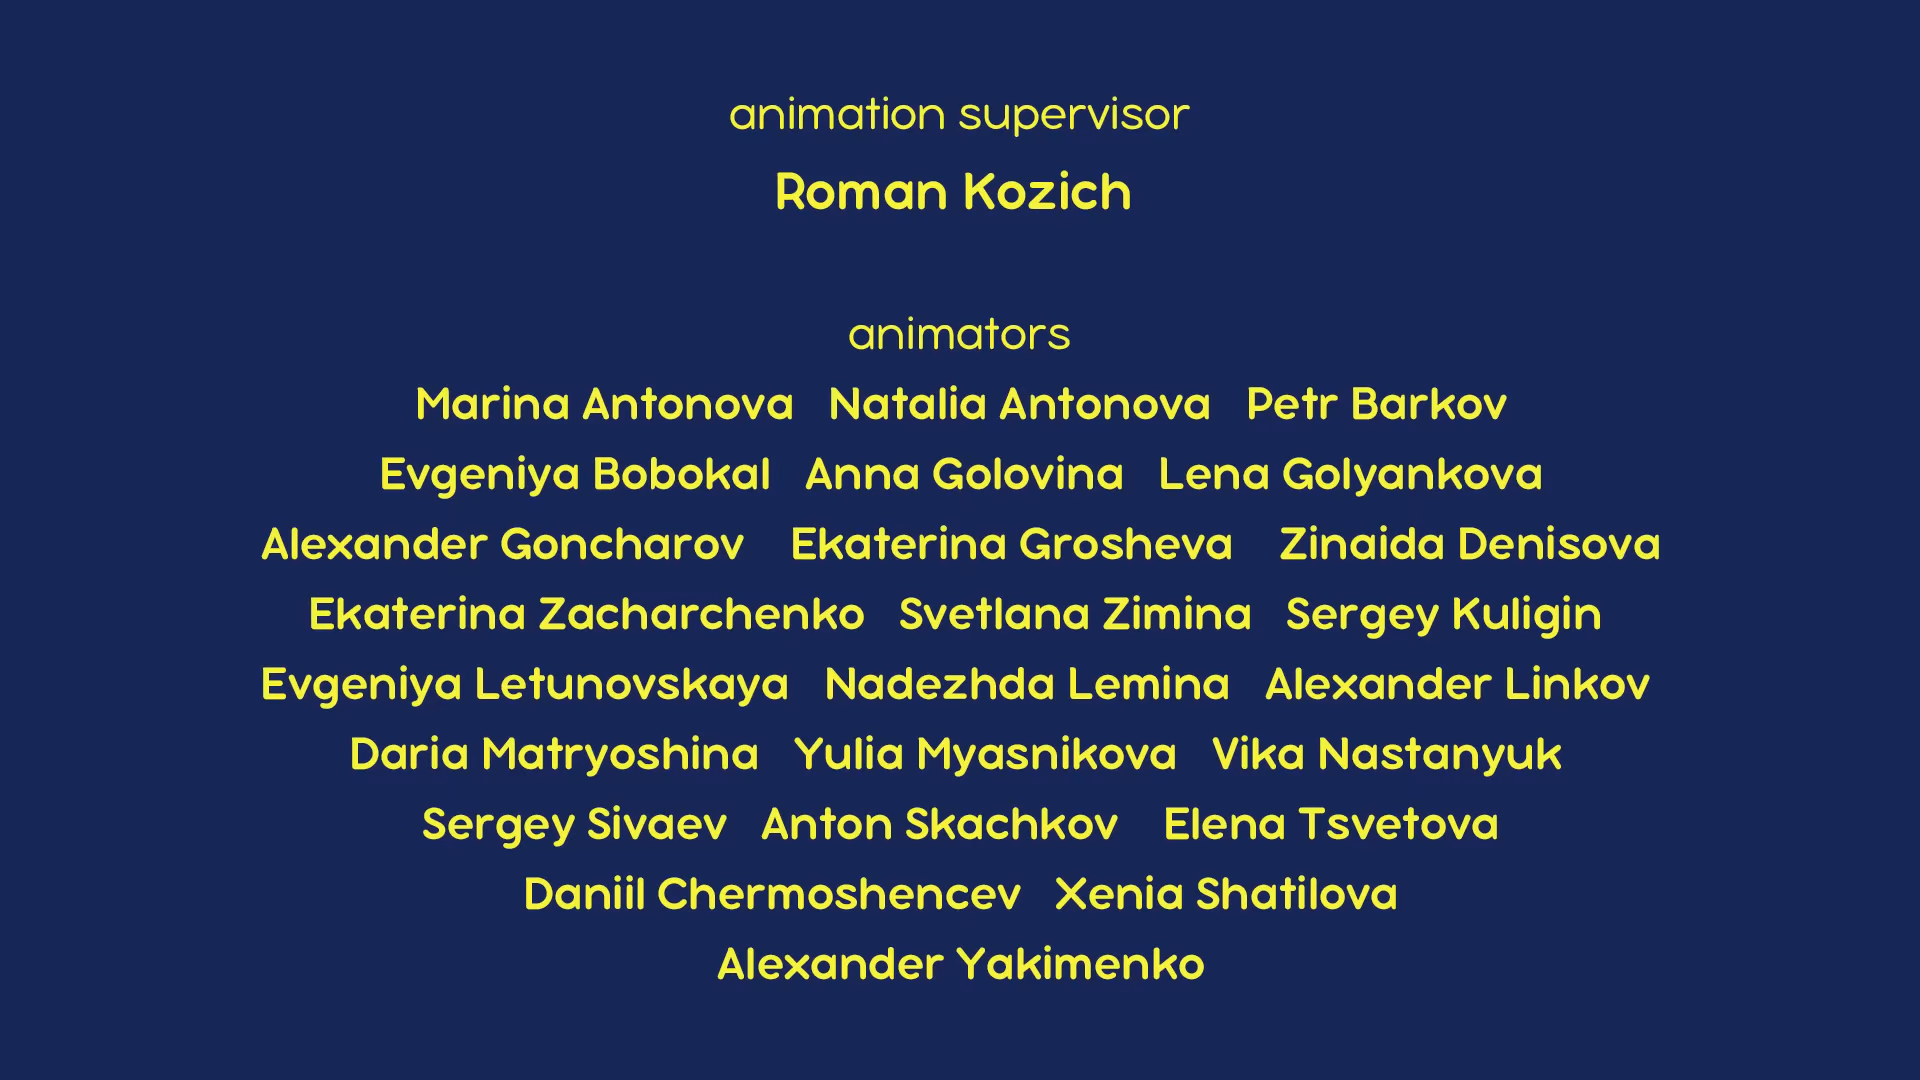 animation supervisor
Roman Kozich
animators
Marina Antonova Natalia Antonova Petr Barkov
Evgeniya Bobokal Anna Golovina Lena Golyankova
Alexander Goncharov Ekaterina Grosheva Zinaida Denisova
Ekaterina Zacharchenko Svetlana Zimina Sergey Kuligin
Evgeniya Letunovskaya Nadezhda Lemina Alexander Linkov
Daria Matryoshina Yulia Myasnikova Vika Nastanyuk
Sergey Sivaev Anton Skachkov Elena Tsvetova
Daniil Chermoshencev Xenia Shatilova
Alexander Yakimenko